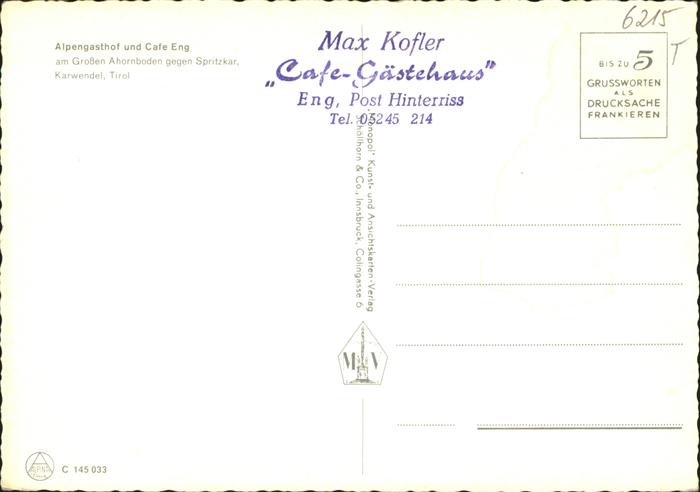 Alpengasthof und Cafe Eng
am Großen Ahornboden gegen Spritzkar,
Karwendel, Tirol
Max Kofler
„Cafe-Gästehaus"
Eng, Post Hinterriss
Tel. 05245 214
6215
T
BIS ZU 5
GRUSSWORTEN
ALS
DRUCKSACHE
FRANKIEREN
„Monopol" Kunst- und Ansichtskarten-Verlag
Schöllhorn & Co., Innsbruck, Colingasse 6
M V
C 145 033